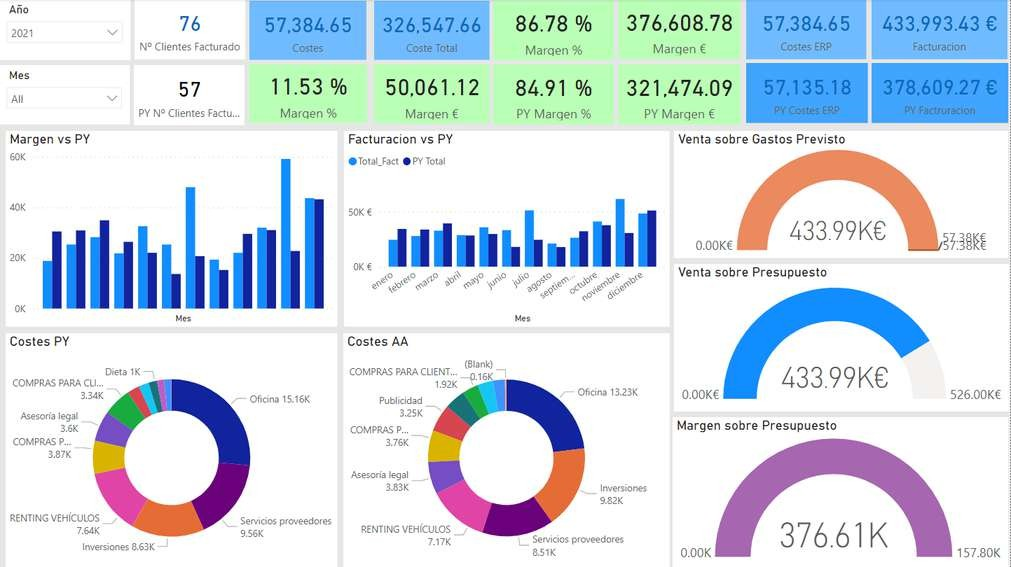 Año
2021
Mes
All
76
Nº Clientes Facturado
57
PY Nº Clientes Factu...
57,384.65
Costes
326,547.66
Coste Total
86.78 %
Margen %
376,608.78
Margen €
57,384.65
Costes ERP
433,993.43 €
Facturacion
11.53 %
Margen %
50,061.12
Margen €
84.91 %
PY Margen %
321,474.09
PY Margen €
57,135.18
PY Costes ERP
378,609.27 €
PY Factruracion
Margen vs PY
60K
40K
20K
0K
Mes
Facturacion vs PY
Total_Fact PY Total
50K €
0K €
enero
febrero
marzo
abril
mayo
junio
julio
agosto
septiem...
octubre
noviembre
diciembre
Mes
Venta sobre Gastos Previsto
433.99K€
0.00K€
57.38K€
57.38K€
Venta sobre Presupuesto
433.99K€
0.00K€
526.00K€
Costes PY
Dieta 1K
COMPRAS PARA CLI...
3.34K
Asesoría legal
3.6K
COMPRAS P...
3.87K
RENTING VEHÍCULOS
7.64K
Inversiones 8.63K
Servicios proveedores
9.56K
Oficina 15.16K
Costes AA
(Blank)
0.16K
COMPRAS PARA CLIENT...
1.92K
Publicidad
3.25K
COMPRAS P...
3.76K
Asesoría legal
3.83K
RENTING VEHÍCULOS
7.17K
Servicios proveedores
8.51K
Inversiones
9.82K
Oficina 13.23K
Margen sobre Presupuesto
376.61K
0.00K
157.80K